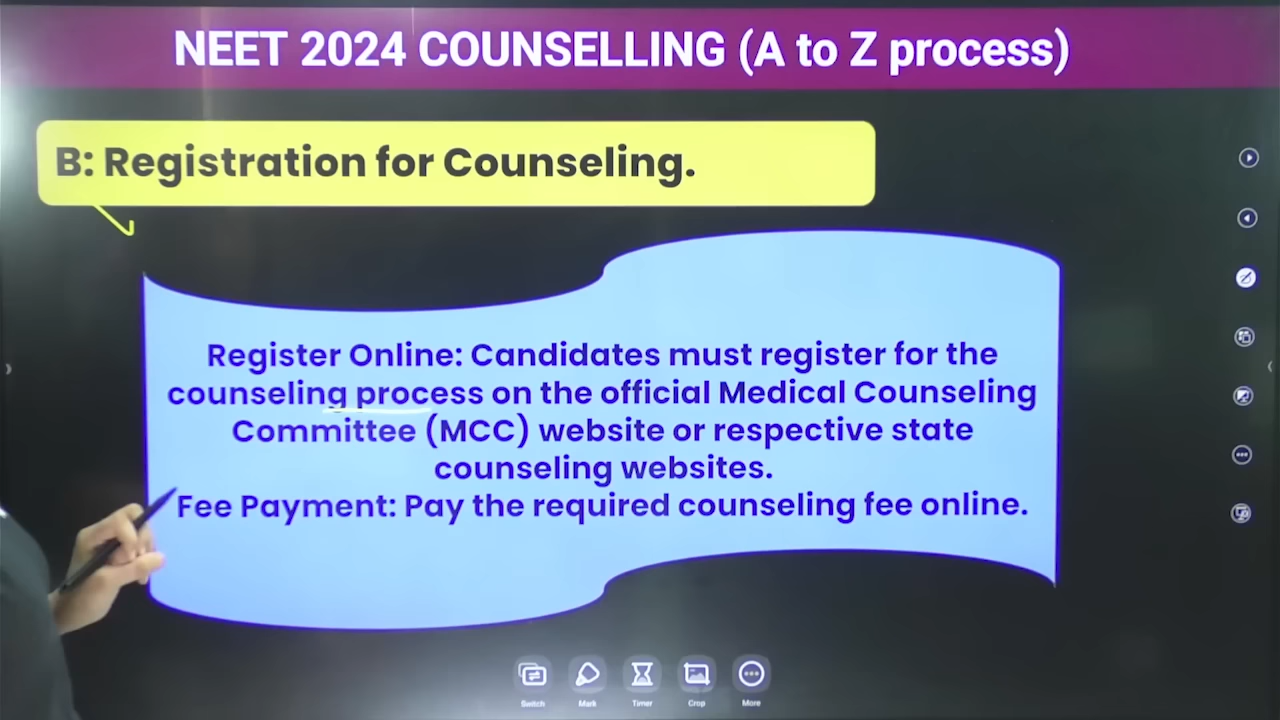 NEET 2024 COUNSELLING (A to Z process)
B: Registration for Counseling.
Register Online: Candidates must register for the
counseling process on the official Medical Counseling
Committee (MCC) website or respective state
counseling websites.
Fee Payment: Pay the required counseling fee online.
Switch
Mark
Timer
Crop
More